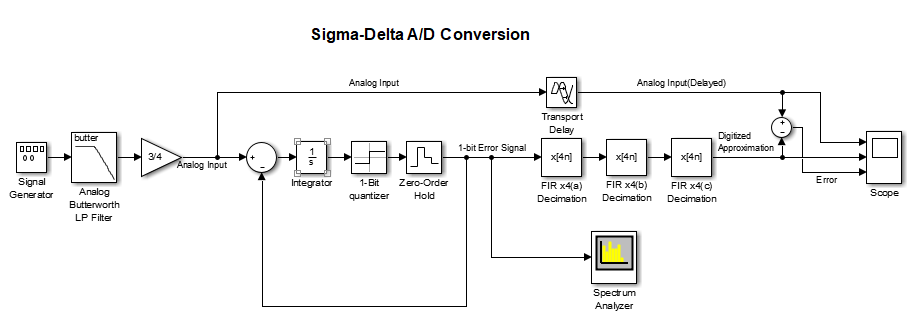 Sigma-Delta A/D Conversion
Analog Input
Analog Input(Delayed)
Transport
Delay
butter
3/4
Analog Input
+
−
1
s
1-bit Error Signal
x[4n]
x[4n]
x[4n]
Digitized
Approximation
+
−
Error
Signal
Generator
Analog
Butterworth
LP Filter
Integrator
1-Bit
quantizer
Zero-Order
Hold
FIR x4(a)
Decimation
FIR x4(b)
Decimation
FIR x4(c)
Decimation
Scope
Spectrum
Analyzer